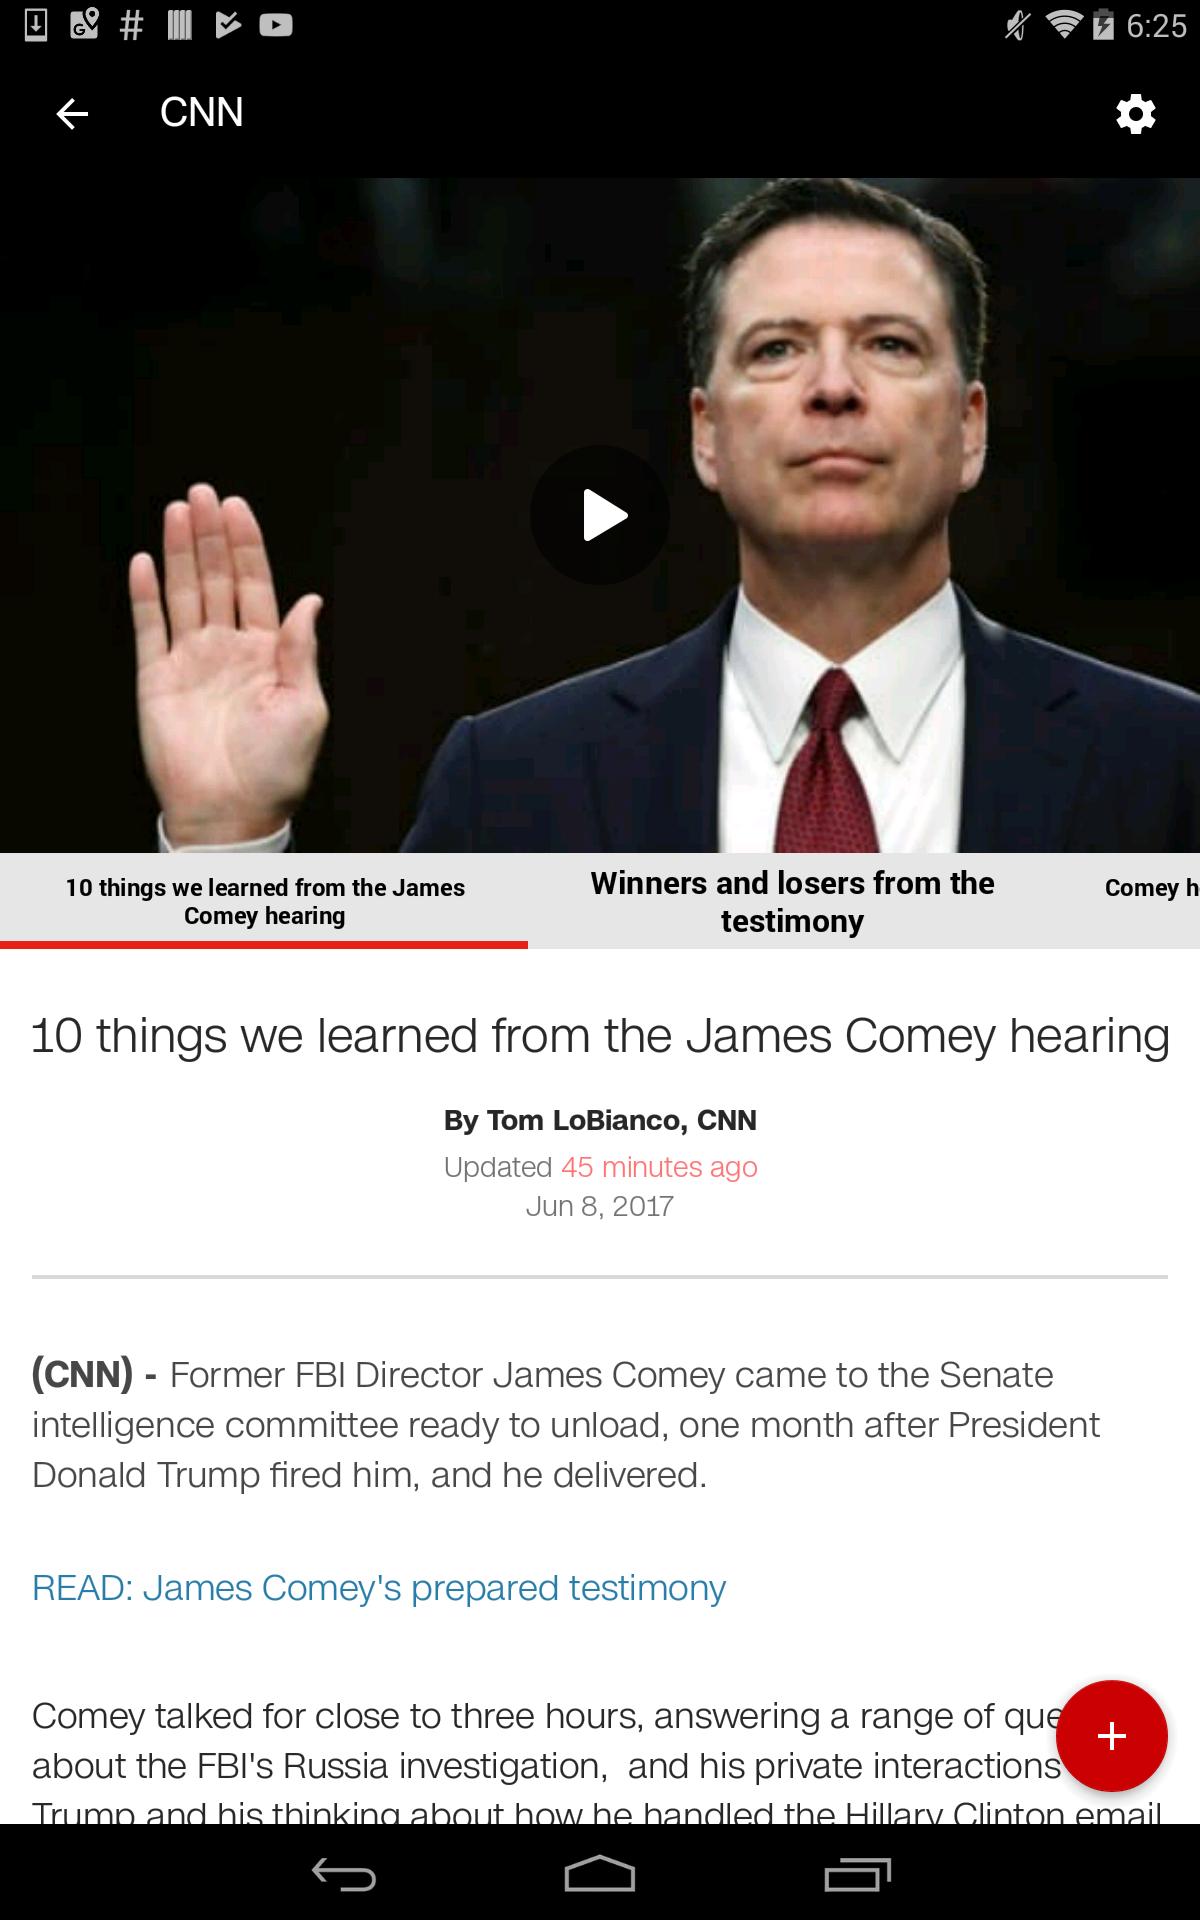 6:25
CNN
10 things we learned from the James
Comey hearing
Winners and losers from the
testimony
Comey h
10 things we learned from the James Comey hearing
By Tom LoBianco, CNN
Updated 45 minutes ago
Jun 8, 2017
(CNN) - Former FBI Director James Comey came to the Senate
intelligence committee ready to unload, one month after President
Donald Trump fired him, and he delivered.
READ: James Comey's prepared testimony
Comey talked for close to three hours, answering a range of que
about the FBI's Russia investigation,  and his private interactions
Trump and his thinking about how he handled the Hillary Clinton email